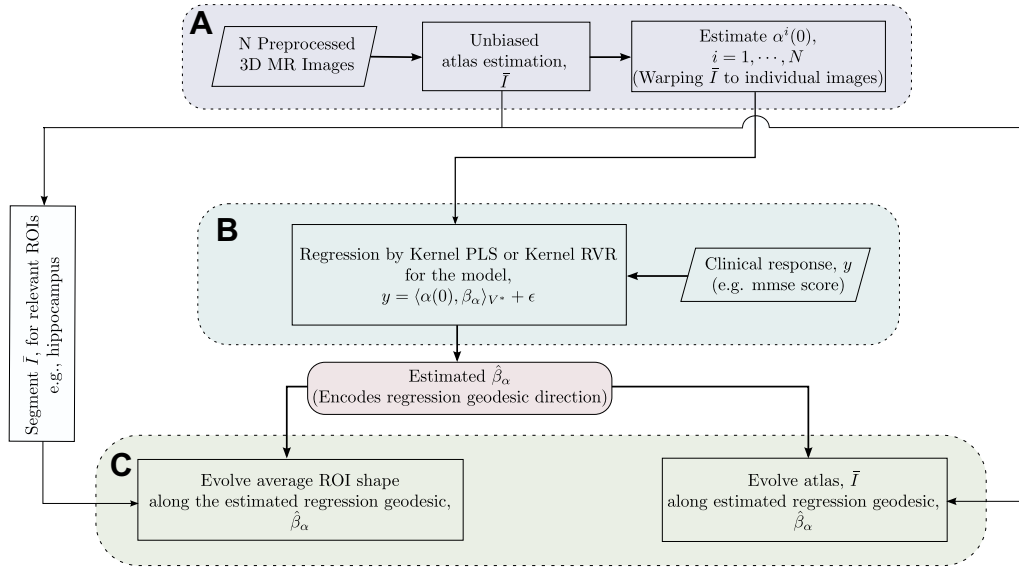 A
N Preprocessed
3D MR Images
Unbiased
atlas estimation,
Ī
Estimate αⁱ(0),
i = 1, ⋯, N
(Warping Ī to individual images)
Segment Ī, for relevant ROIs
e.g., hippocampus
B
Regression by Kernel PLS or Kernel RVR
for the model,
y = ⟨α(0), β_α⟩_{V*} + ϵ
Clinical response, y
(e.g. mmse score)
Estimated β̂_α
(Encodes regression geodesic direction)
C
Evolve average ROI shape
along the estimated regression geodesic,
β̂_α
Evolve atlas, Ī
along estimated regression geodesic,
β̂_α